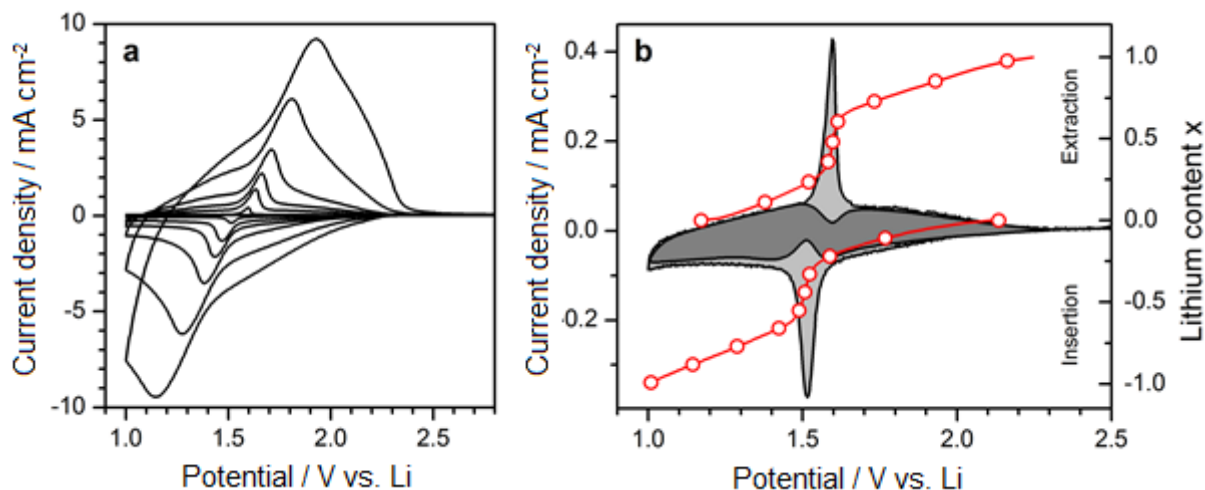 a
Current density / mA cm-2
10
5
0
-5
-10
1.0 1.5 2.0 2.5
Potential / V vs. Li
b
Current density / mA cm-2
0.4
0.2
0.0
0.2
Extraction
Insertion
1.0
0.5
0.0
-0.5
-1.0
Lithium content x
1.0 1.5 2.0 2.5
Potential / V vs. Li